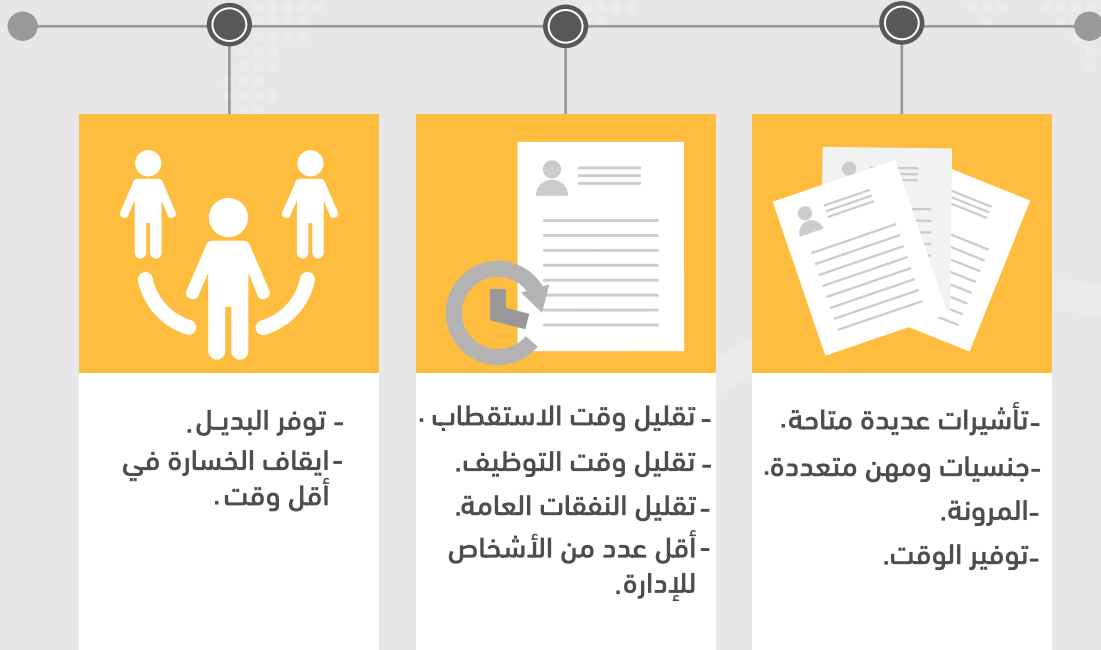 -تأشيرات عديدة متاحة.
-جنسيات ومهن متعددة.
-المرونة.
-توفير الوقت.
- تقليل وقت الاستقطاب .
- تقليل وقت التوظيف.
- تقليل النفقات العامة.
-أقل عدد من الأشخاص
للإدارة.
- توفر البديـل.
-ايقاف الخسارة في
أقل وقت.